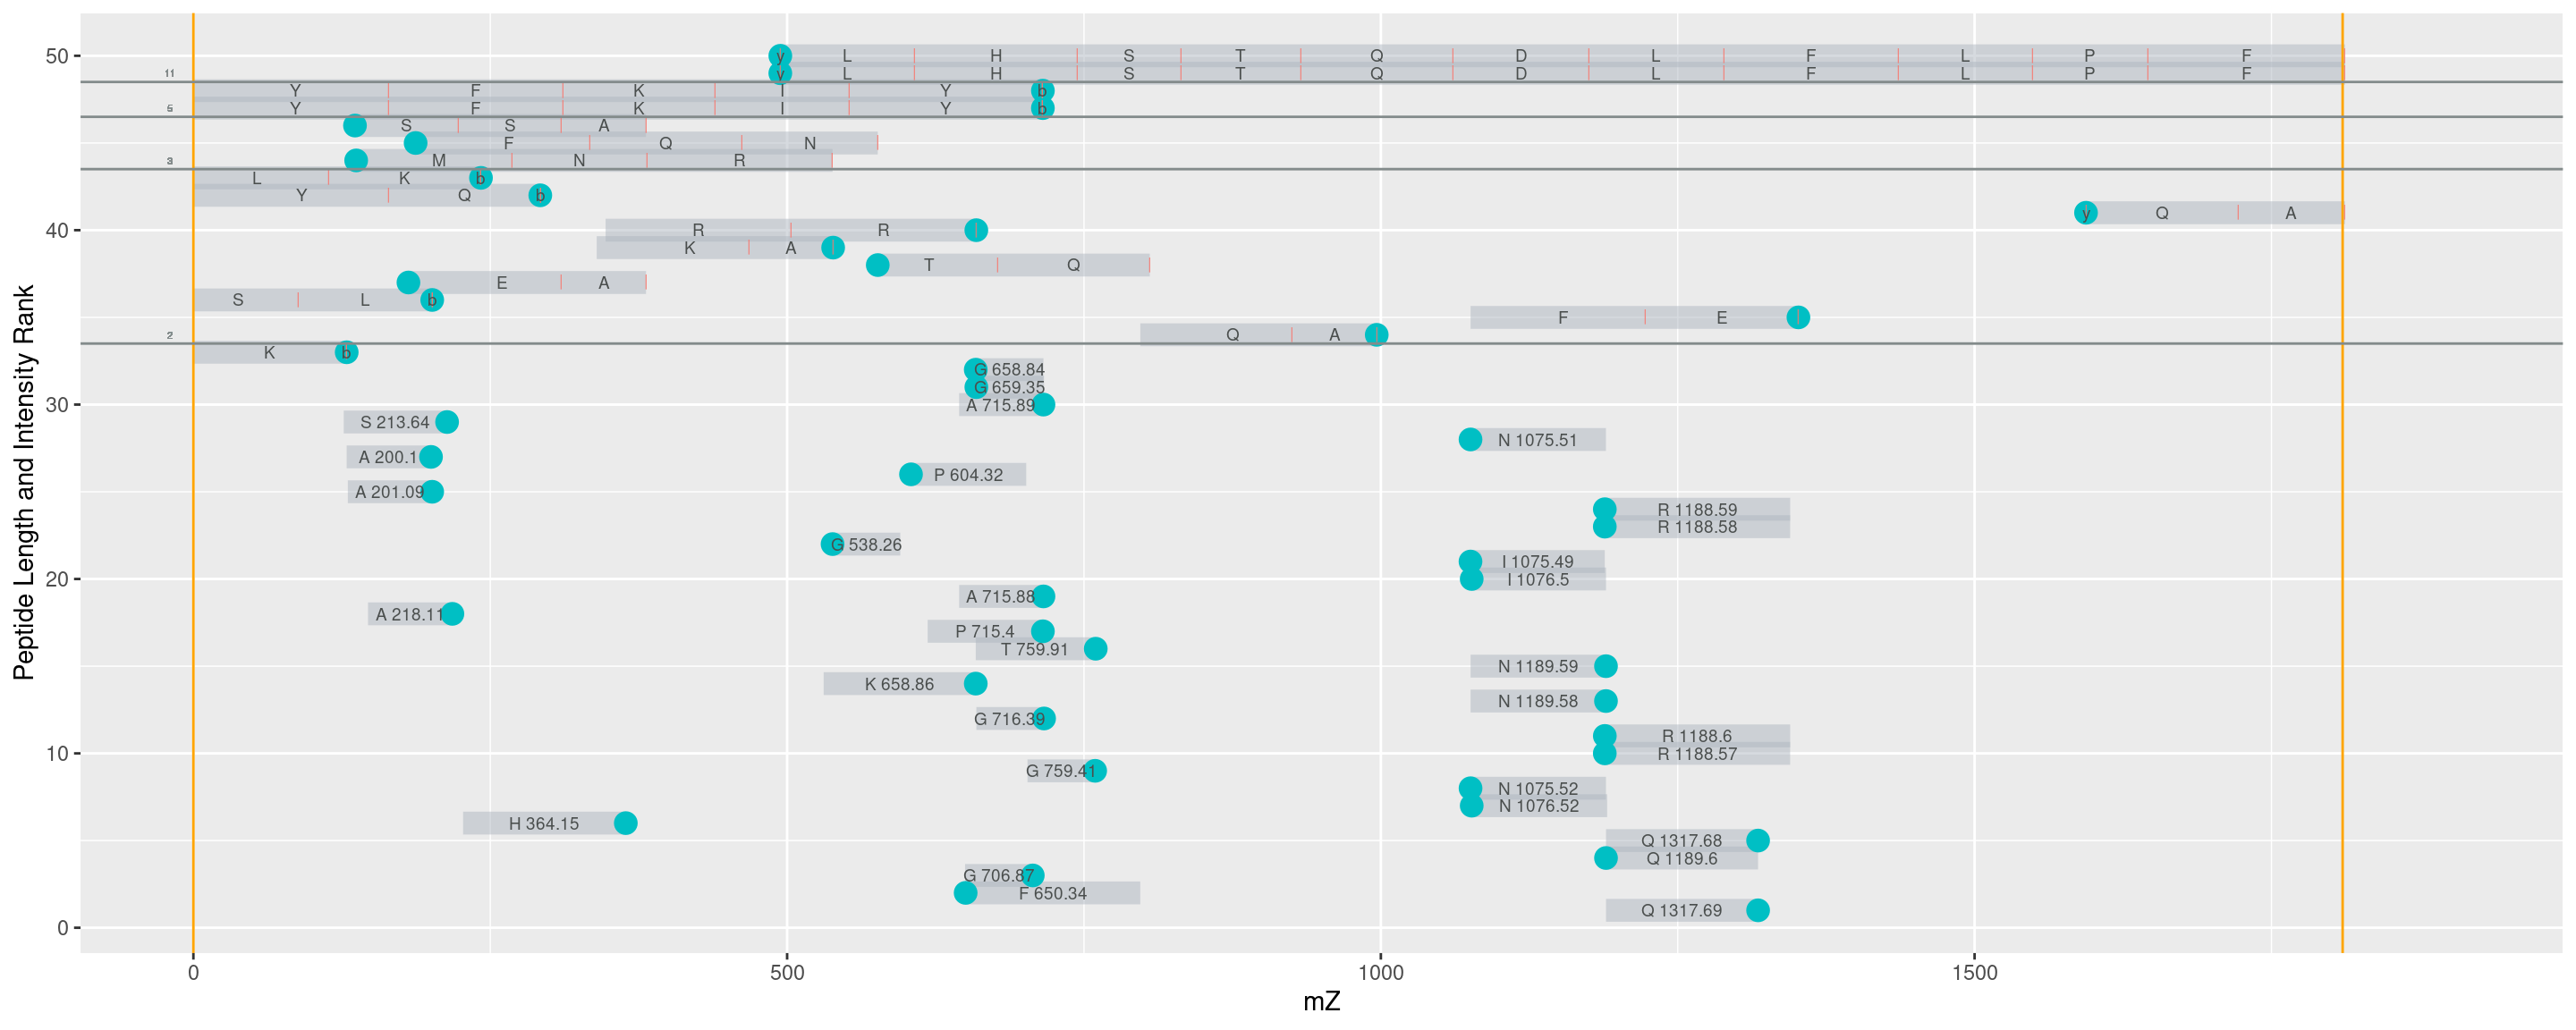 Peptide Length and Intensity Rank
50
y L H S T Q D L F L P F
11
y L H S T Q D L F L P F
Y F K I Y b
Y F K I Y b
S S A
F Q N
M N R
3
L K b
Y Q b
y Q A
40
R R
K A
T Q
E A
S L b
F E
2
Q A
K b
G 658.84
G 659.35
30
A 715.89
S 213.64
N 1075.51
A 200.1
P 604.32
A 201.09
R 1188.59
R 1188.58
G 538.26
I 1075.49
20
I 1076.5
A 715.88
A 218.11
P 715.4
T 759.91
N 1189.59
K 658.86
N 1189.58
G 716.39
R 1188.6
10
R 1188.57
G 759.41
N 1075.52
N 1076.52
H 364.15
Q 1317.68
Q 1189.6
G 706.87
F 650.34
Q 1317.69
0
0 500 1000 1500
mZ